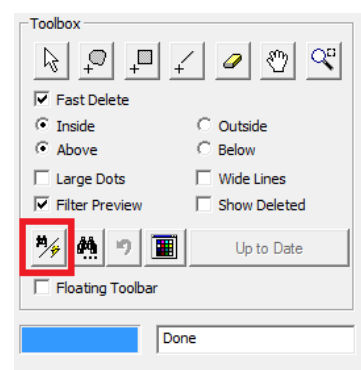 Toolbox
Fast Delete
Inside Outside
Above Below
Large Dots Wide Lines
Filter Preview Show Deleted
Up to Date
Floating Toolbar
Done